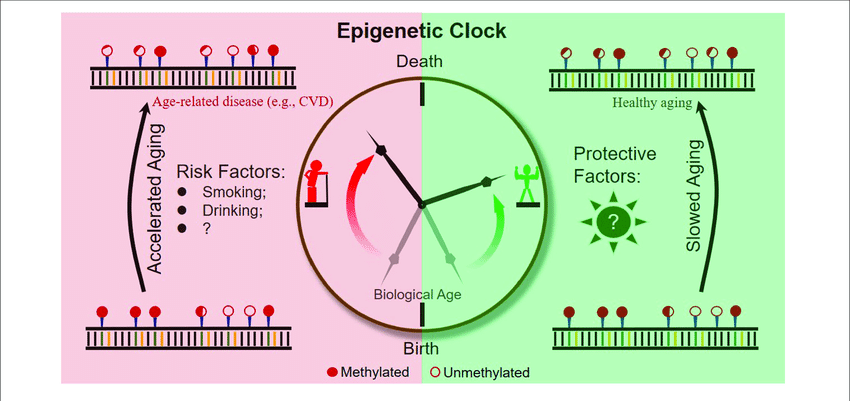 Epigenetic Clock
Death
Age-related disease (e.g., CVD)
Healthy aging
Accelerated Aging
Risk Factors:
Smoking;
Drinking;
?
Protective
Factors:
?
Slowed Aging
Biological Age
Birth
Methylated
Unmethylated